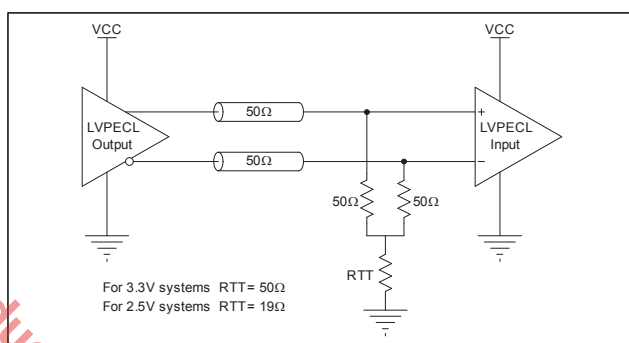 VCC
VCC
50Ω
LVPECL
Output
LVPECL
Input
+
−
50Ω
50Ω
50Ω
RTT
For 3.3V systems RTT= 50Ω
For 2.5V systems RTT= 19Ω